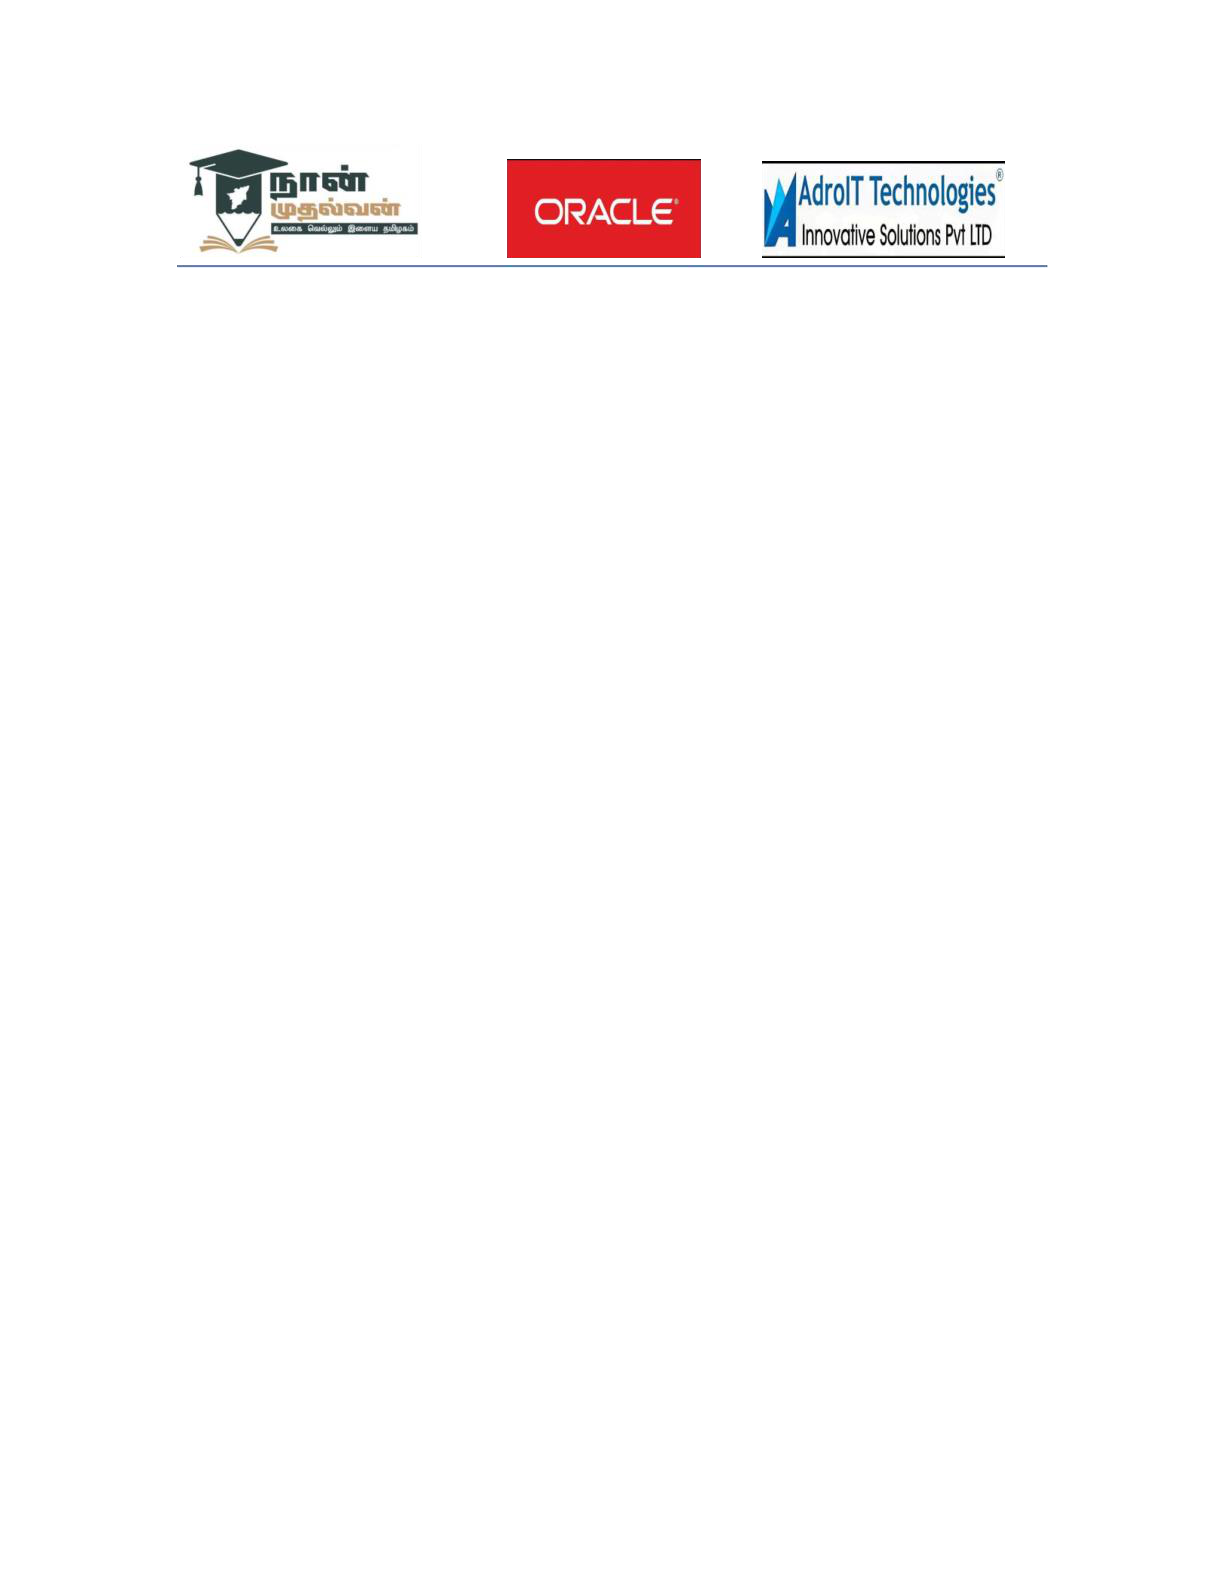 நான்
முதல்வன்
உலகை வெல்லும் இளைய தமிழகம்
ORACLE®
AdroIT Technologies®
Innovative Solutions Pvt LTD